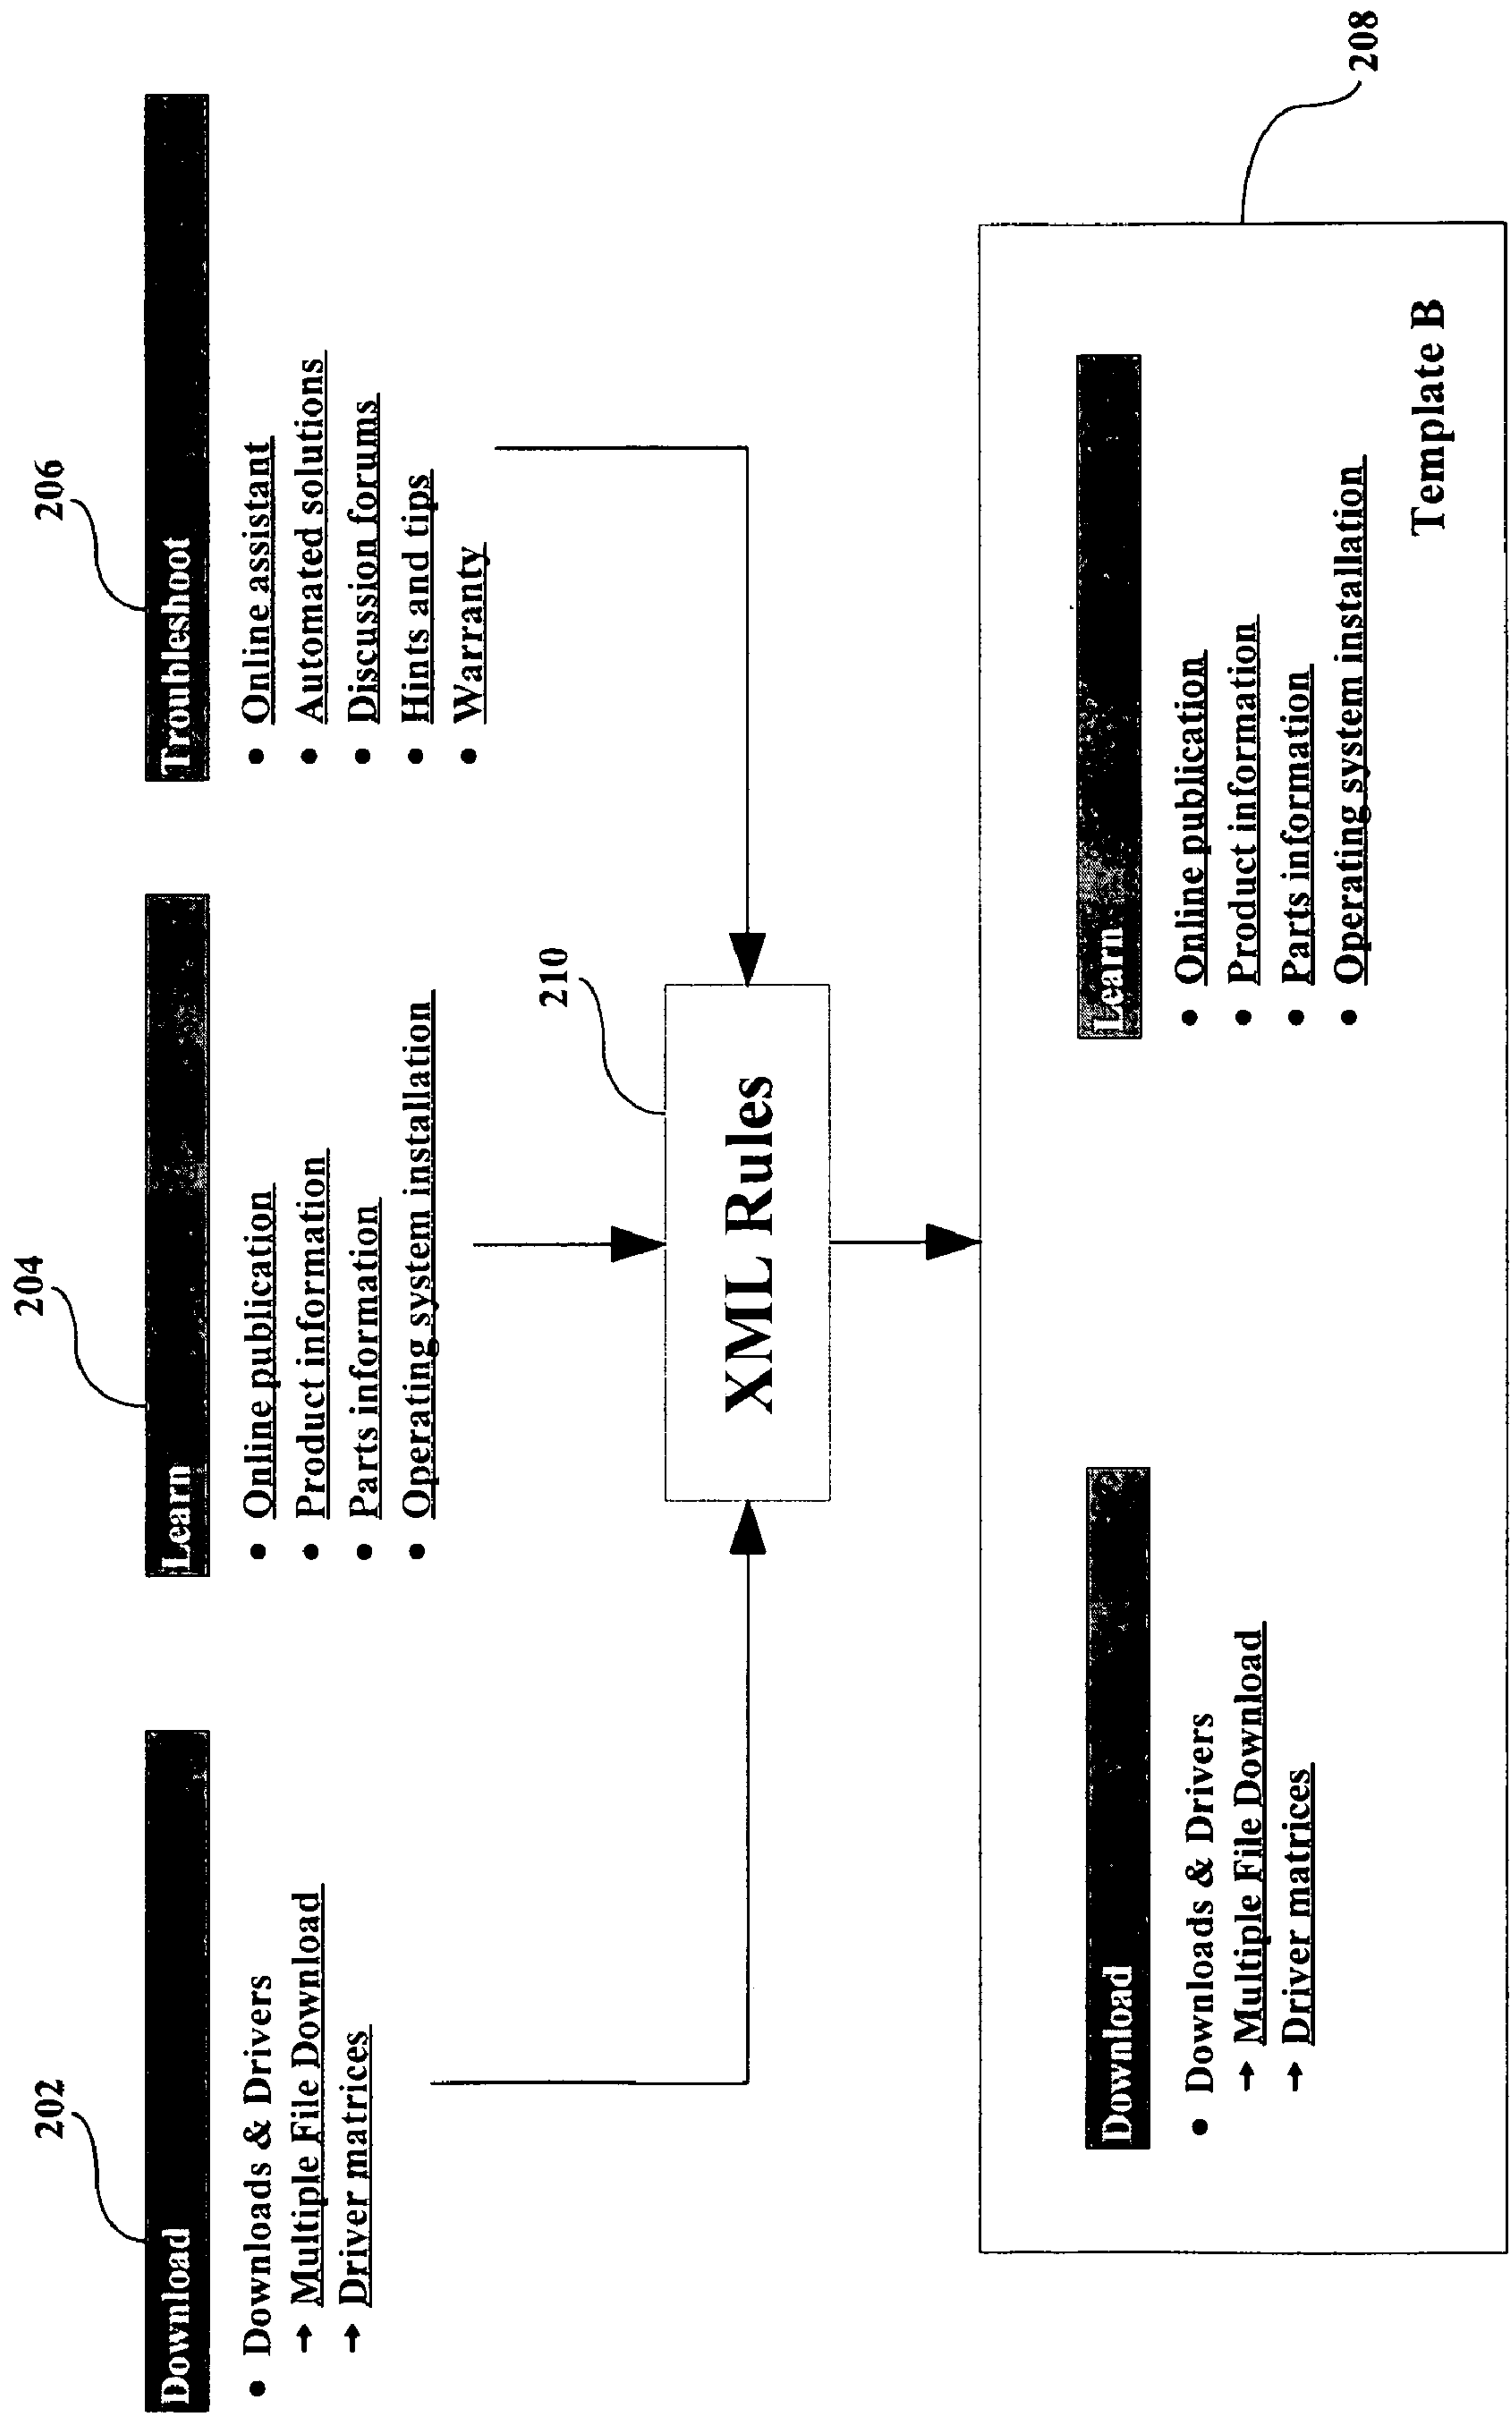 202
Download
• Downloads & Drivers
→ Multiple File Download
→ Driver matrices
204
Learn
• Online publication
• Product information
• Parts information
• Operating system installation
206
Troubleshoot
• Online assistant
• Automated solutions
• Discussion forums
• Hints and tips
• Warranty
210
XML Rules
208
Download
• Downloads & Drivers
→ Multiple File Download
→ Driver matrices
Learn
• Online publication
• Product information
• Parts information
• Operating system installation
Template B